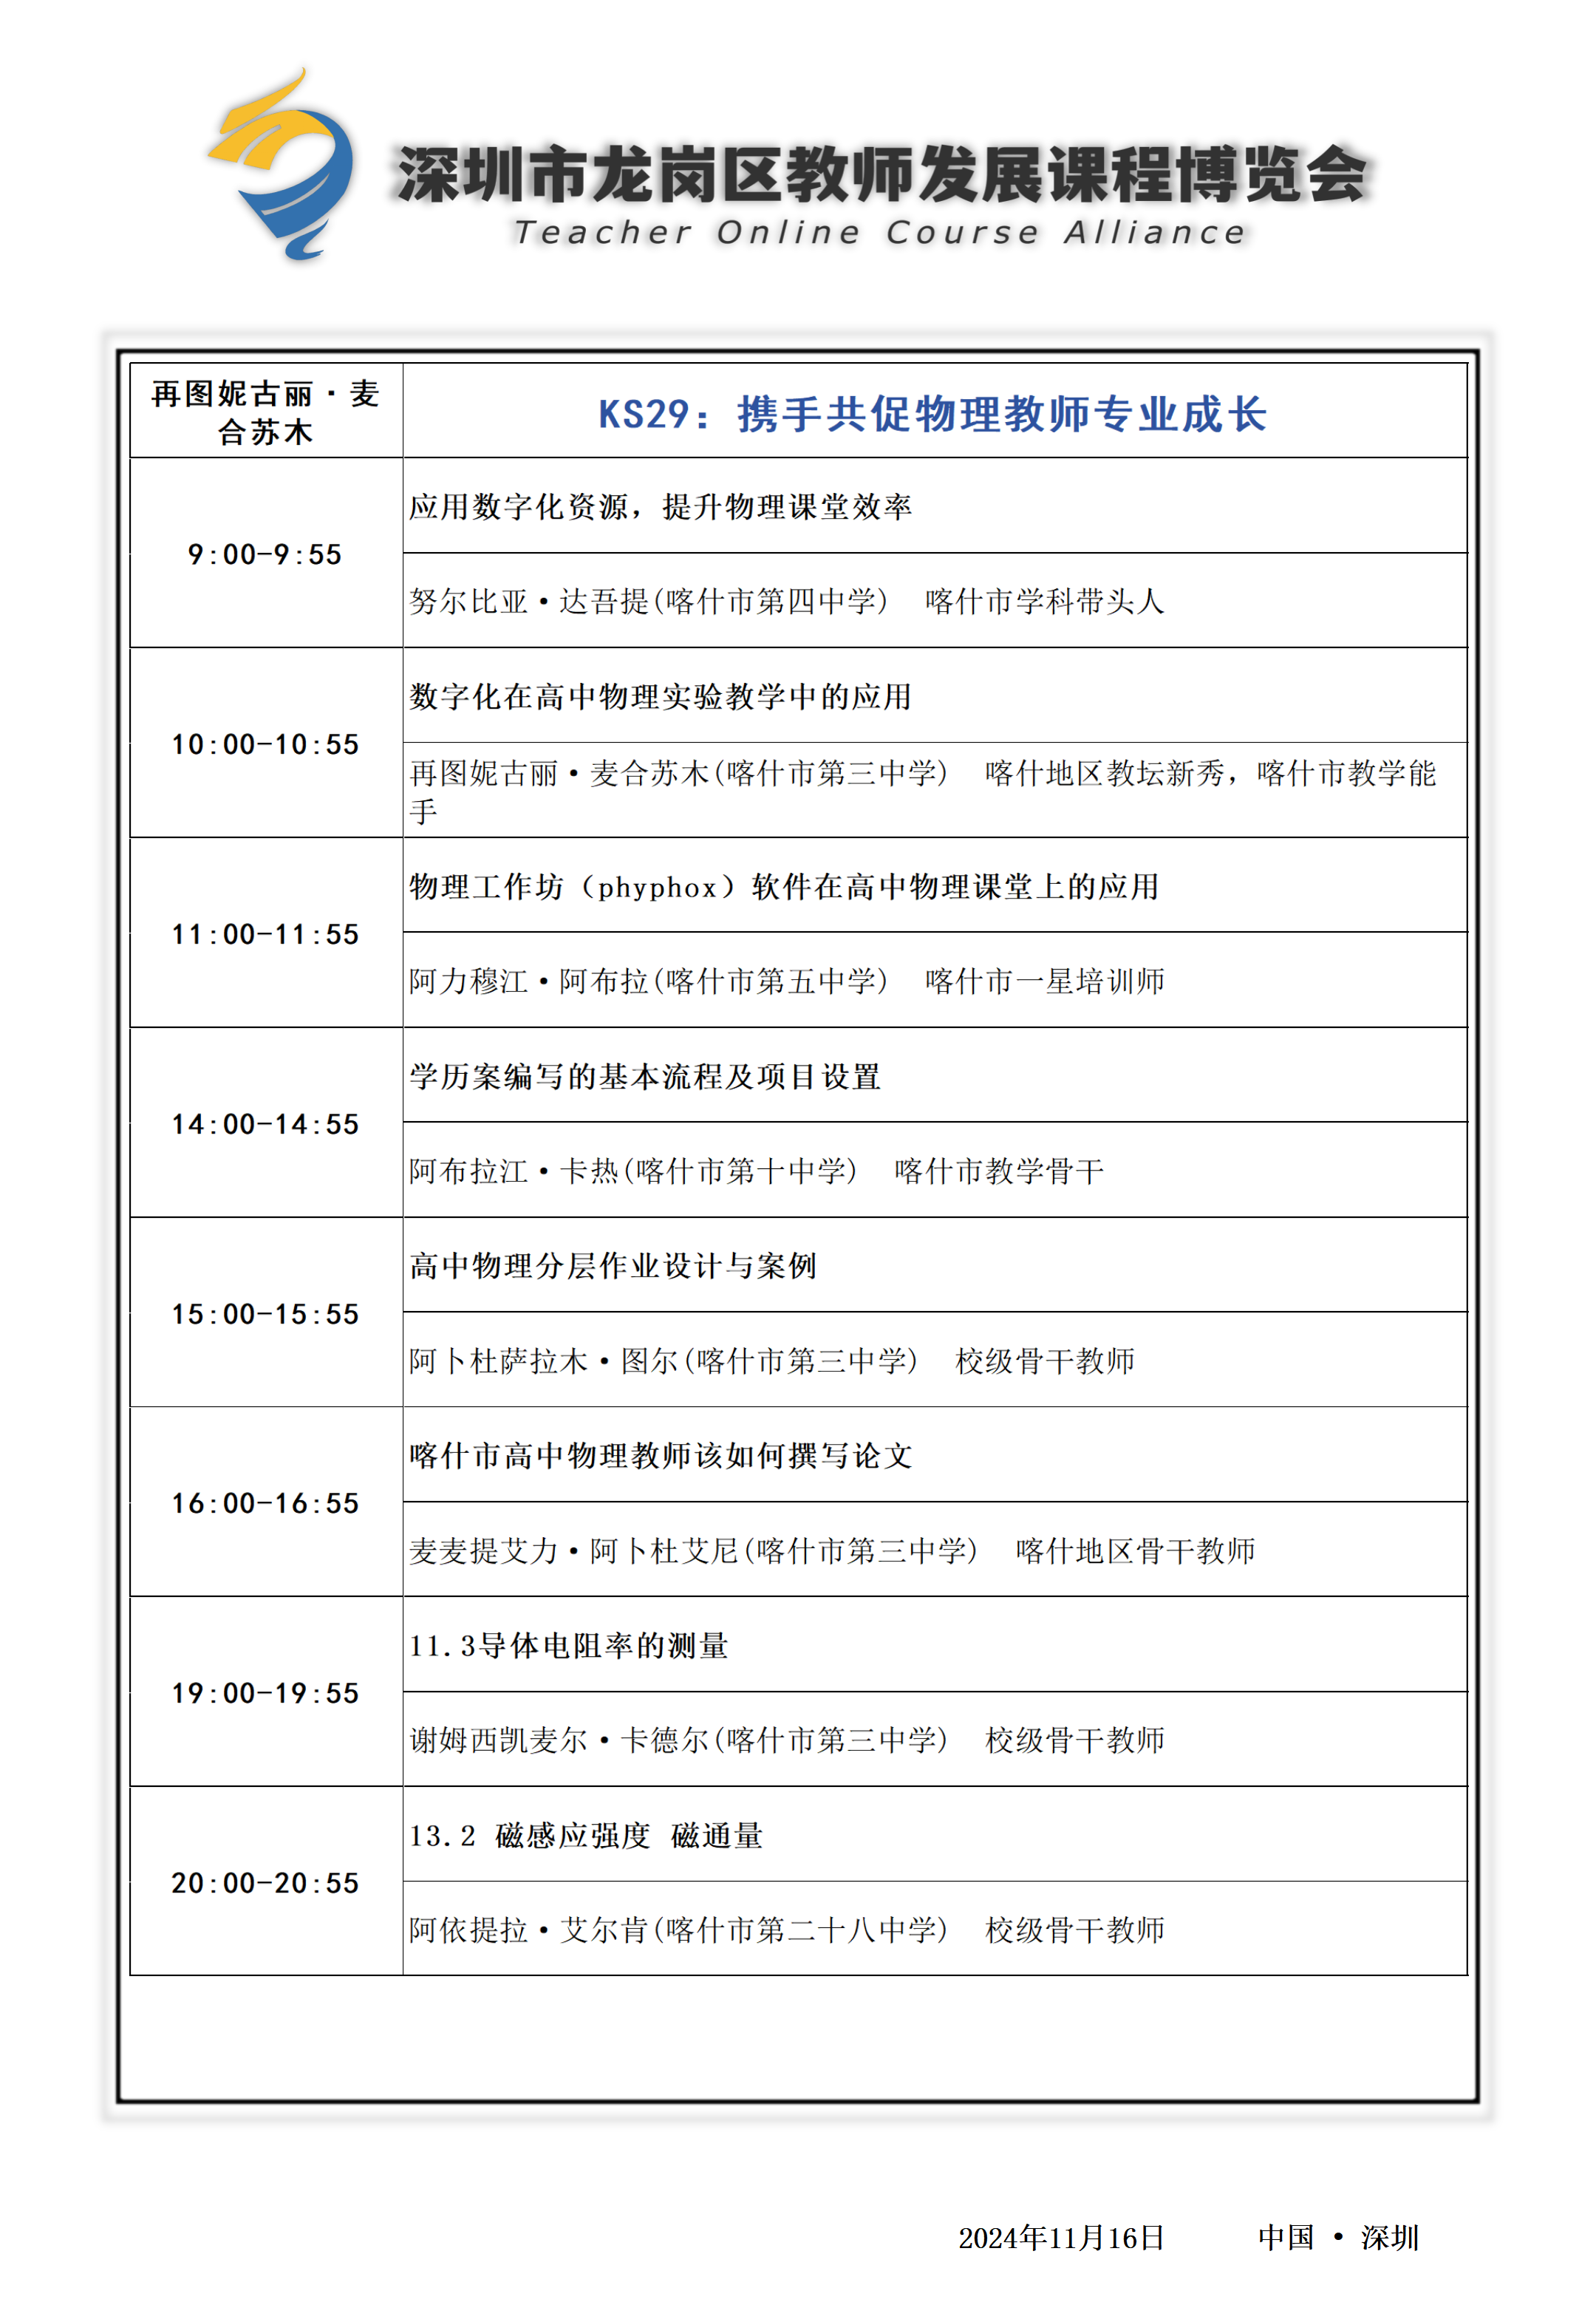 深圳市龙岗区教师发展课程博览会
Teacher Online Course Alliance
再图妮古丽·麦
合苏木
KS29：携手共促物理教师专业成长
9:00-9:55
应用数字化资源，提升物理课堂效率
努尔比亚·达吾提(喀什市第四中学) 喀什市学科带头人
10:00-10:55
数字化在高中物理实验教学中的应用
再图妮古丽·麦合苏木(喀什市第三中学) 喀什地区教坛新秀，喀什市教学能
手
11:00-11:55
物理工作坊（phyphox）软件在高中物理课堂上的应用
阿力穆江·阿布拉(喀什市第五中学) 喀什市一星培训师
14:00-14:55
学历案编写的基本流程及项目设置
阿布拉江·卡热(喀什市第十中学) 喀什市教学骨干
15:00-15:55
高中物理分层作业设计与案例
阿卜杜萨拉木·图尔(喀什市第三中学) 校级骨干教师
16:00-16:55
喀什市高中物理教师该如何撰写论文
麦麦提艾力·阿卜杜艾尼(喀什市第三中学) 喀什地区骨干教师
19:00-19:55
11.3导体电阻率的测量
谢姆西凯麦尔·卡德尔(喀什市第三中学) 校级骨干教师
20:00-20:55
13.2 磁感应强度 磁通量
阿依提拉·艾尔肯(喀什市第二十八中学) 校级骨干教师
2024年11月16日 中国 · 深圳